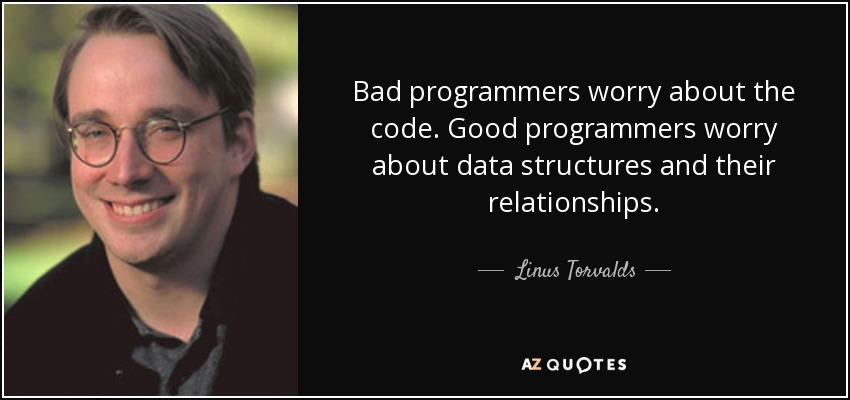 Bad programmers worry about the
code. Good programmers worry
about data structures and their
relationships.
Linus Torvalds
AZ QUOTES